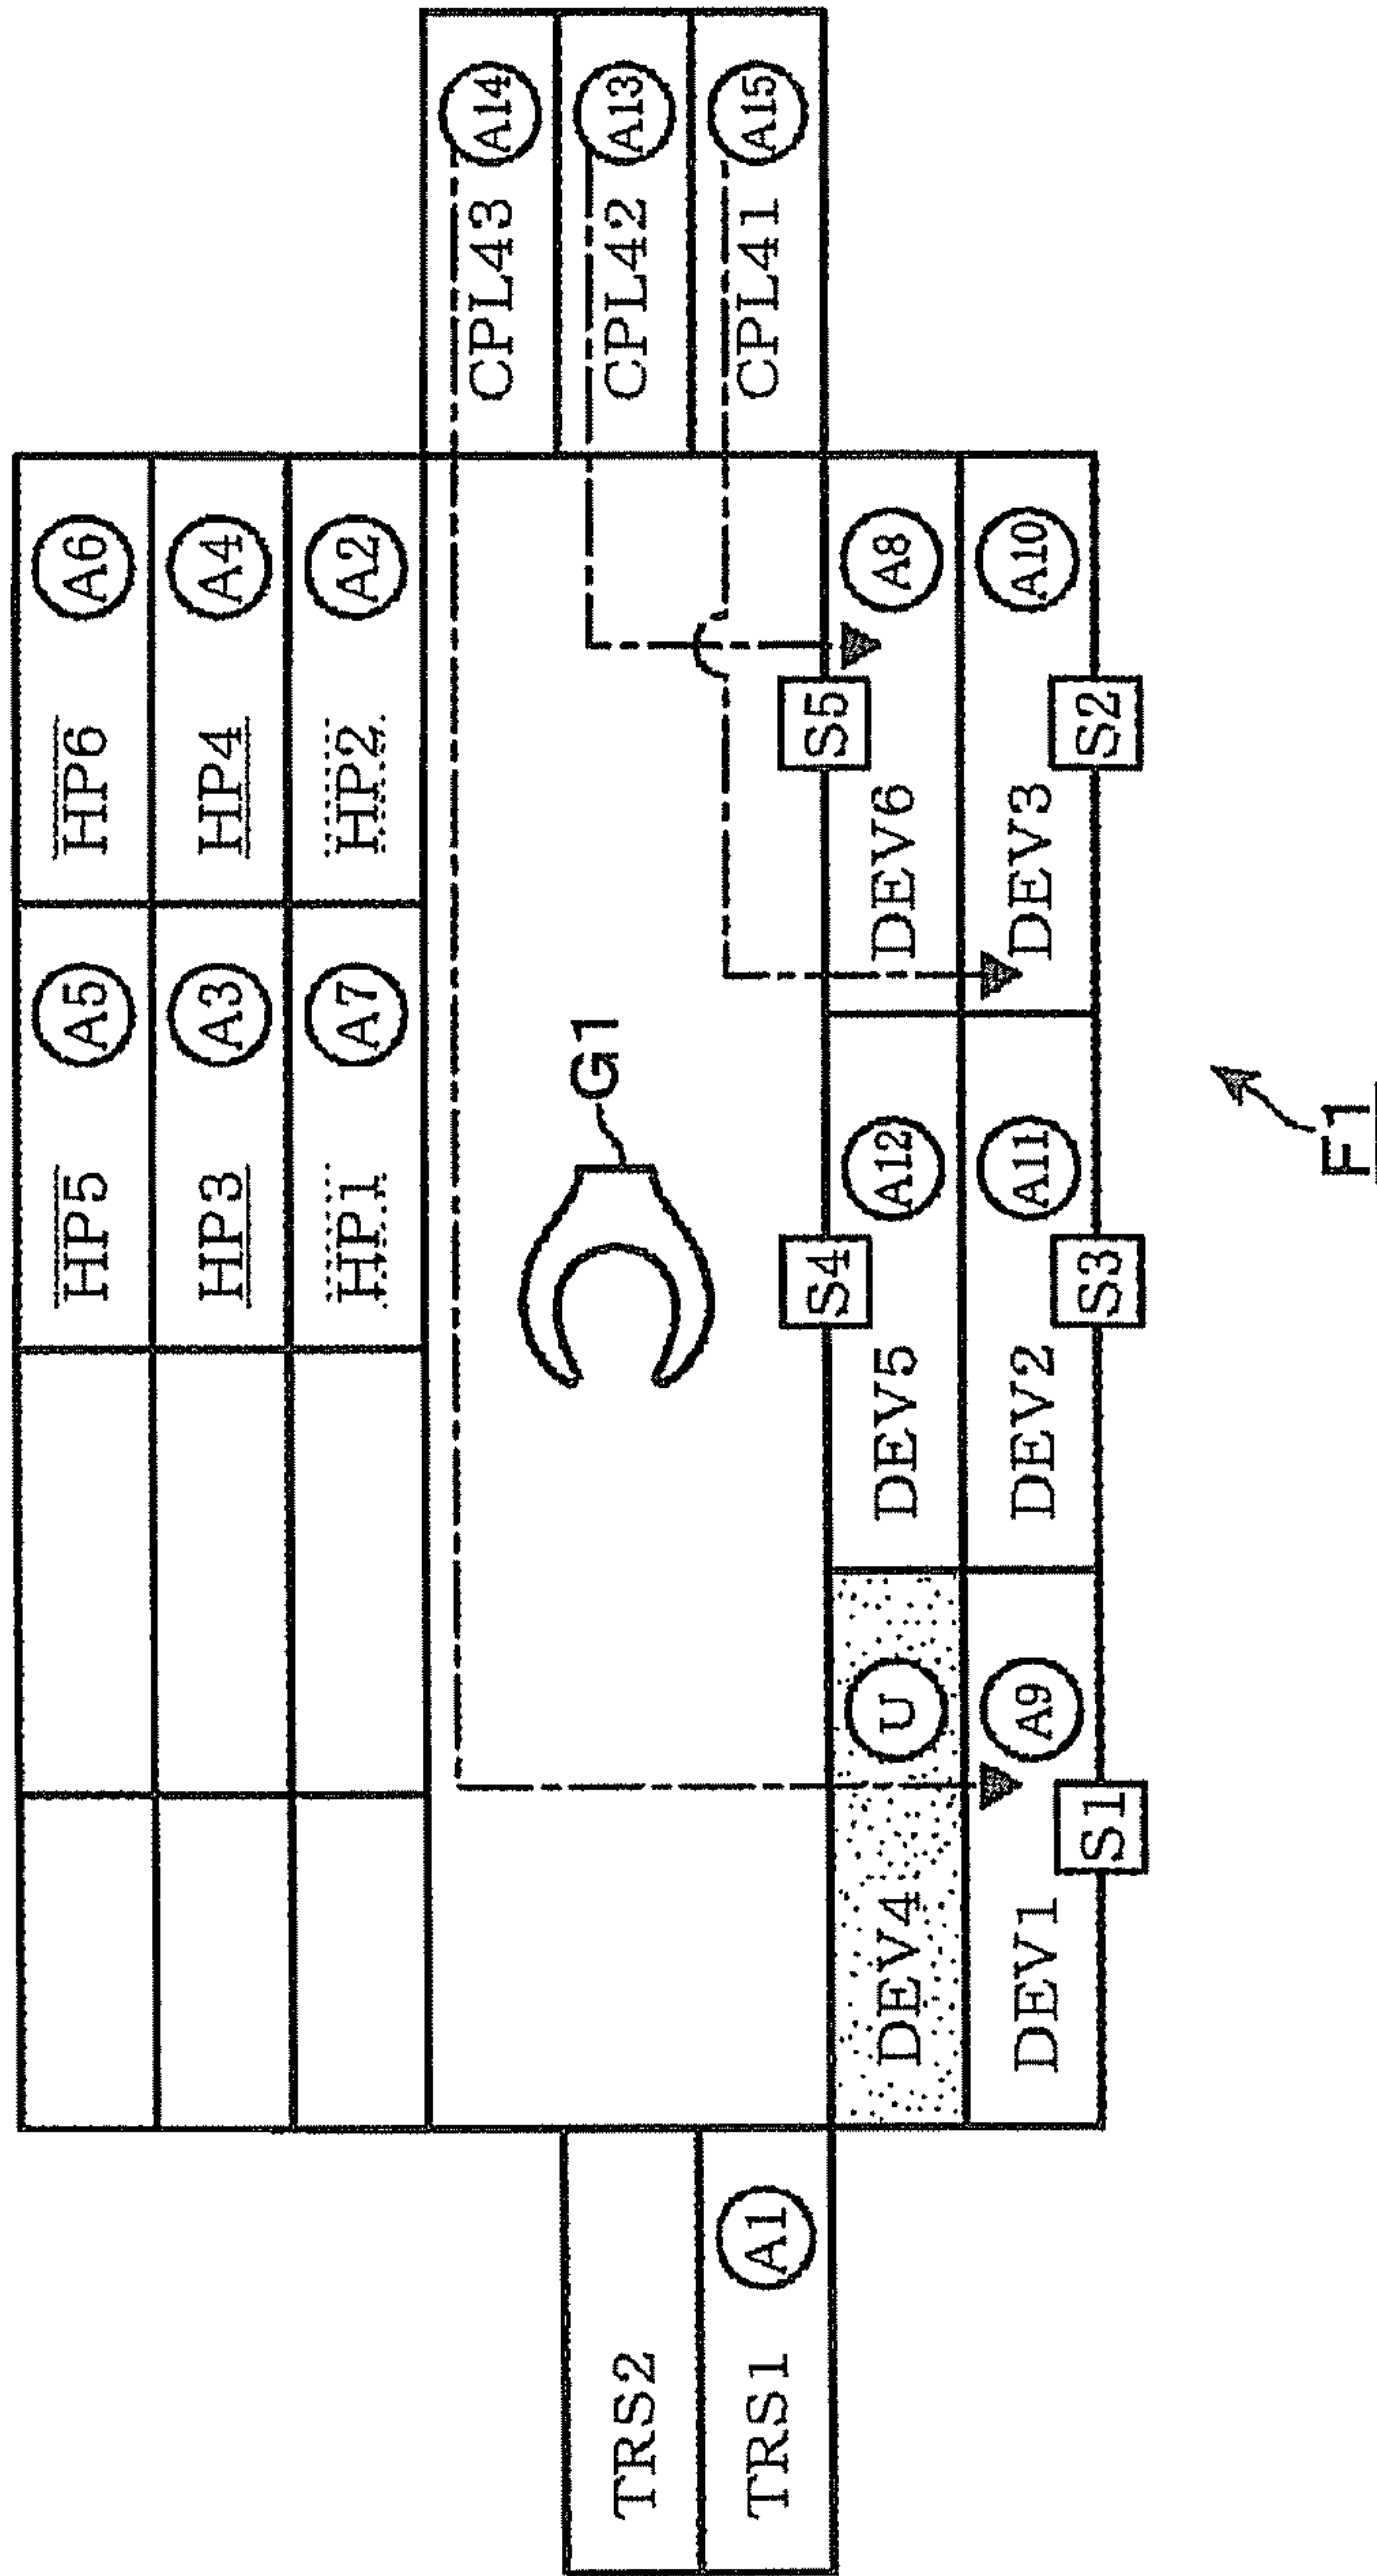 HP5 A5 HP6 A6
HP3 A3 HP4 A4
HP1 A7 HP2 A2
CPL43 A14
G1
TRS2 CPL42 A13
TRS1 A1 CPL41 A15
S4 S5
DEV4 U DEV5 A12 DEV6 A8
DEV1 A9 DEV2 A11 DEV3 A10
S1 S3 S2
F1